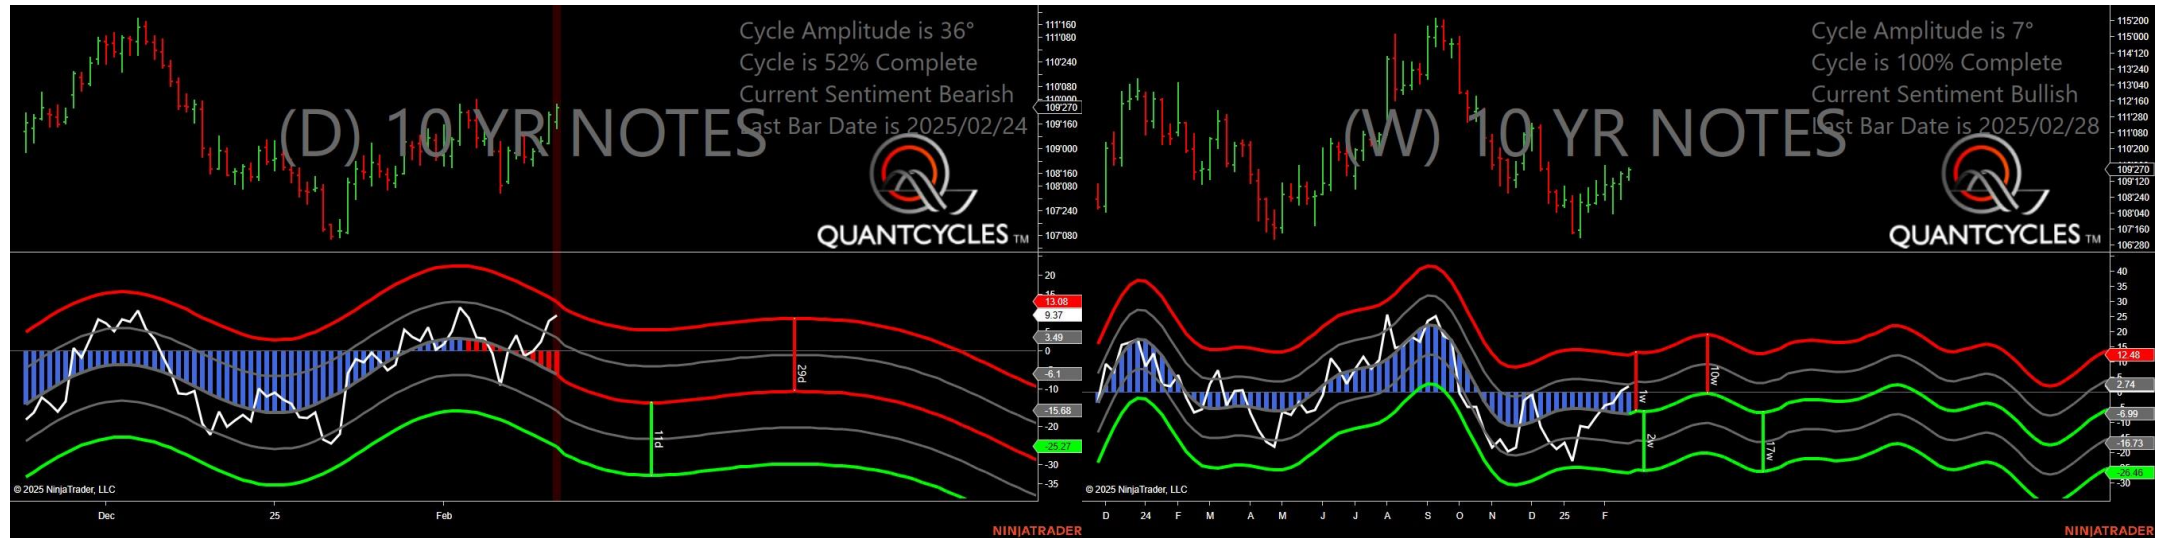 Cycle Amplitude is 36°
Cycle is 52% Complete
Current Sentiment Bearish
Last Bar Date is 2025/02/24
(D) 10 YR NOTES
QUANTCYCLES TM
111'160
111'080
110'240
110'080
109'270
109'160
109'000
108'160
108'080
107'240
107'080
20
13.08
9.37
3.49
0
-6.1
-10
-15.68
-20
-25.27
-30
-35
11d
29d
© 2025 NinjaTrader, LLC
Dec
25
Feb
NINJATRADER
Cycle Amplitude is 7°
Cycle is 100% Complete
Current Sentiment Bullish
Last Bar Date is 2025/02/28
(W) 10 YR NOTES
QUANTCYCLES TM
115'200
115'000
114'120
113'240
113'040
112'160
111'280
111'080
110'200
109'270
109'120
108'240
108'040
107'160
106'280
40
35
30
25
20
12.48
2.74
-6.99
-16.73
-26.46
-30
1w
2w
10w
17w
© 2025 NinjaTrader, LLC
D
24
F
M
A
M
J
J
A
S
O
N
D
25
F
NINJATRADER